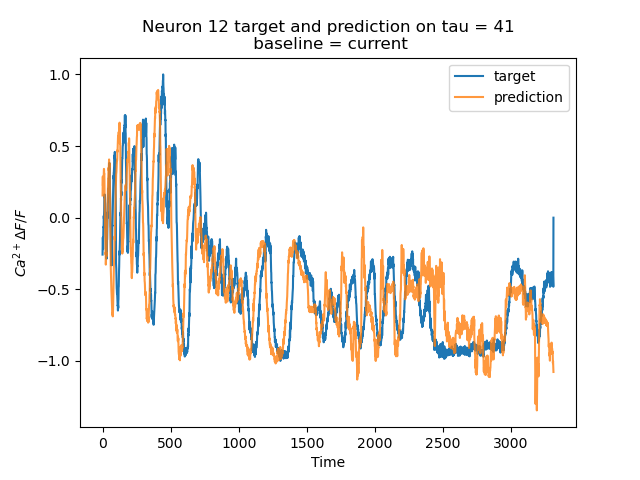 Neuron 12 target and prediction on tau = 41
baseline = current
target
prediction
1.0
0.5
0.0
−0.5
−1.0
Ca²⁺ ΔF/F
0 500 1000 1500 2000 2500 3000
Time